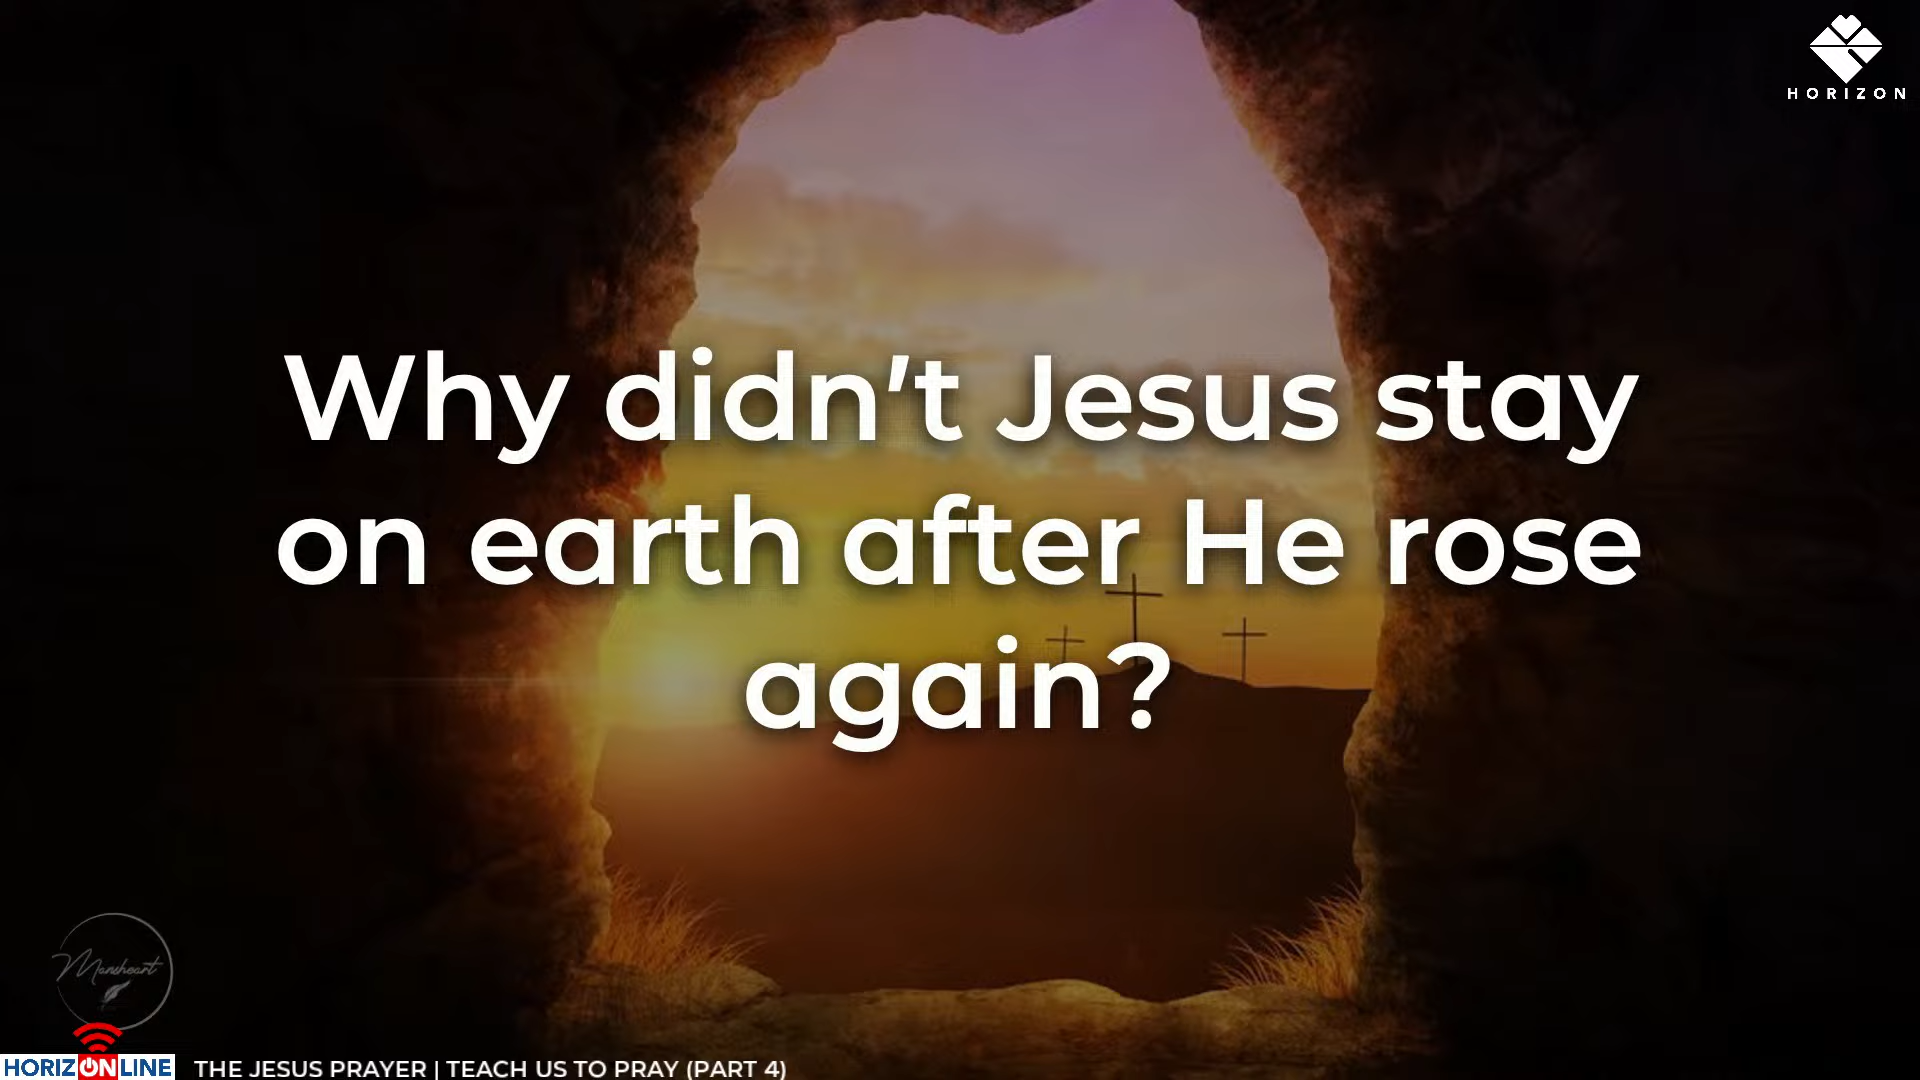 HORIZON
Why didn't Jesus stay
on earth after He rose
again?
Mansheart
HORIZONLINE
THE JESUS PRAYER | TEACH US TO PRAY (PART 4)